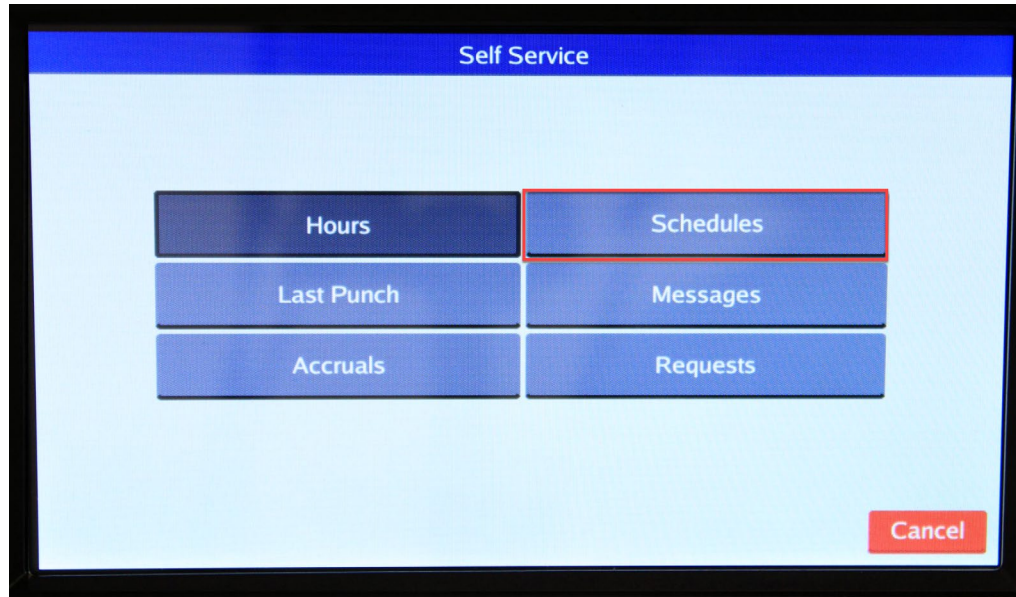 Self Service
Hours
Schedules
Last Punch
Messages
Accruals
Requests
Cancel